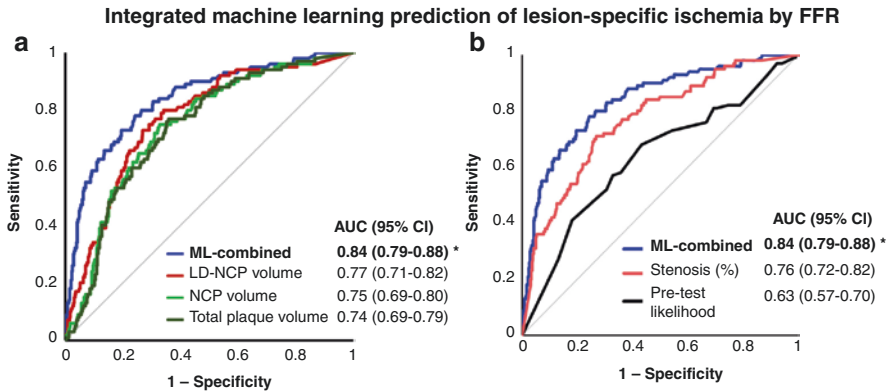 Integrated machine learning prediction of lesion-specific ischemia by FFR
a
1
0.8
0.6
0.4
0.2
0
0 0.2 0.4 0.6 0.8 1
Sensitivity
1 – Specificity
AUC (95% CI)
ML-combined 0.84 (0.79-0.88) *
LD-NCP volume 0.77 (0.71-0.82)
NCP volume 0.75 (0.69-0.80)
Total plaque volume 0.74 (0.69-0.79)
b
1
0.8
0.6
0.4
0.2
0
0 0.2 0.4 0.6 0.8 1
Sensitivity
1 – Specificity
AUC (95% CI)
ML-combined 0.84 (0.79-0.88) *
Stenosis (%) 0.76 (0.72-0.82)
Pre-test 0.63 (0.57-0.70)
likelihood